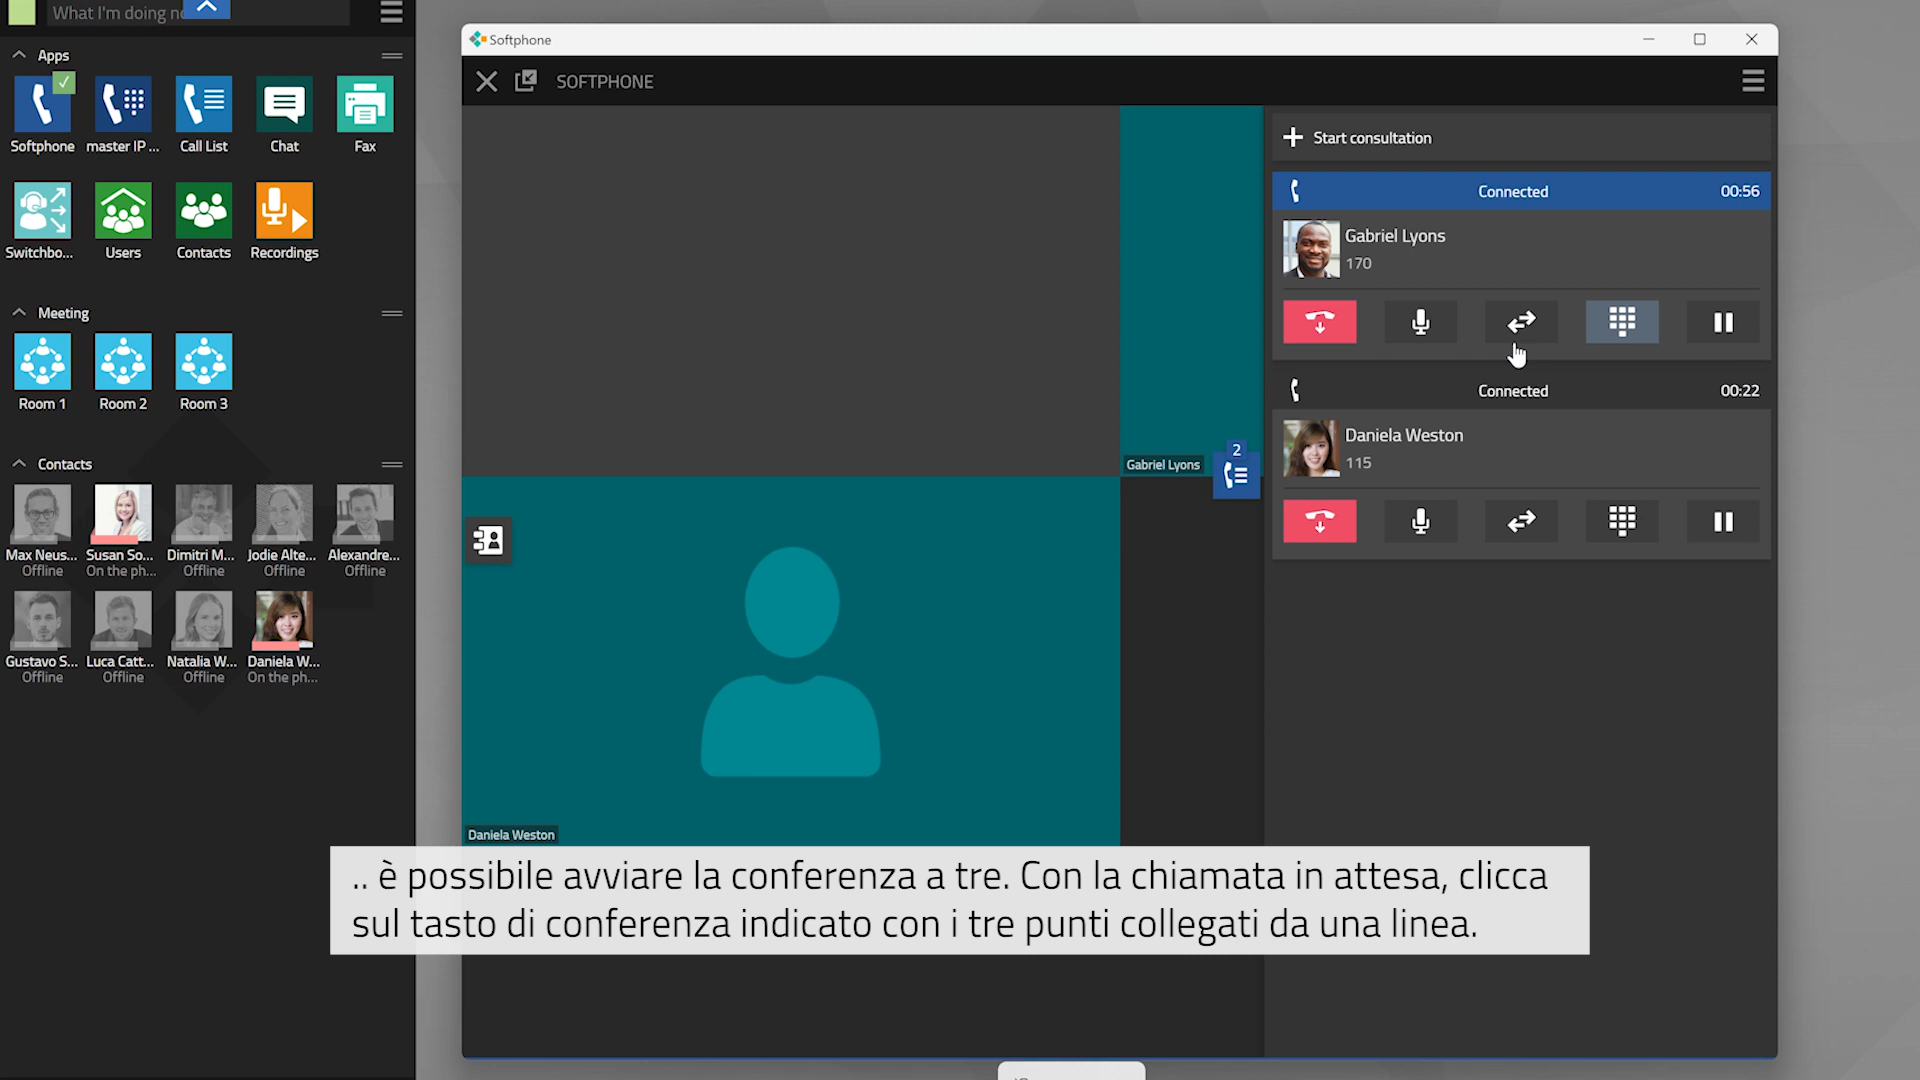 What I'm doing n
Apps
Softphone
master IP ...
Call List
Chat
Fax
Switchbo...
Users
Contacts
Recordings
Meeting
Room 1
Room 2
Room 3
Contacts
Max Neus...
Offline
Susan So...
On the ph...
Dimitri M...
Offline
Jodie Alte...
Offline
Alexandre...
Offline
Gustavo S...
Offline
Luca Catt...
Offline
Natalia W...
Offline
Daniela W...
On the ph...
Softphone
SOFTPHONE
Gabriel Lyons
2
Daniela Weston
Start consultation
Connected
00:56
Gabriel Lyons
170
Connected
00:22
Daniela Weston
115
.. è possibile avviare la conferenza a tre. Con la chiamata in attesa, clicca
sul tasto di conferenza indicato con i tre punti collegati da una linea.